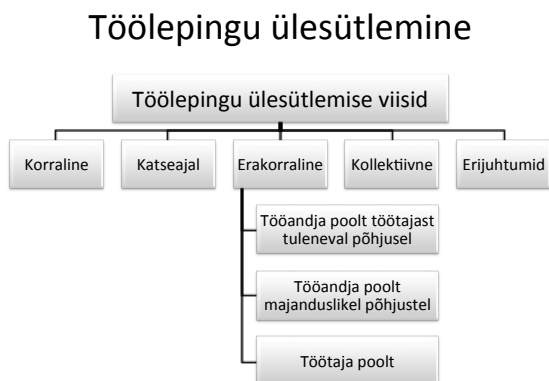 Töölepingu ülesütlemine
Töölepingu ülesütlemise viisid
Korraline
Katseajal
Erakorraline
Kollektiivne
Erijuhtumid
Tööandja poolt töötajast
tuleneval põhjusel
Tööandja poolt
majanduslikel põhjustel
Töötaja poolt